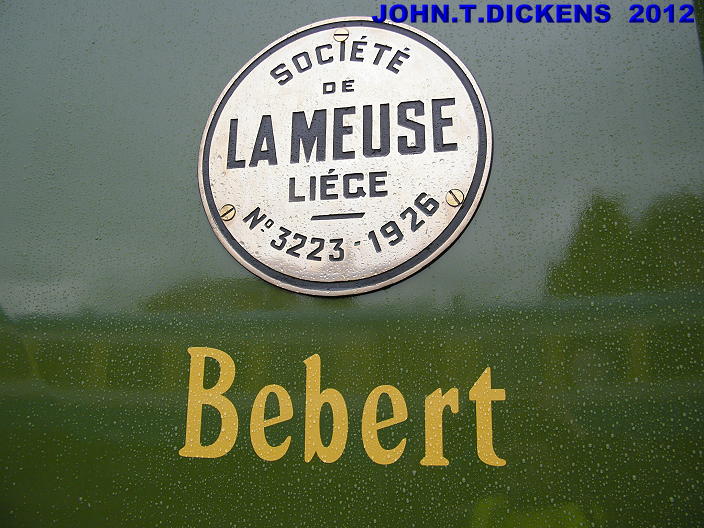 JOHN.T.DICKENS 2012
SOCIÉTÉ
DE
LA MEUSE
LIÉGE
No 3223 - 1926
Bebert